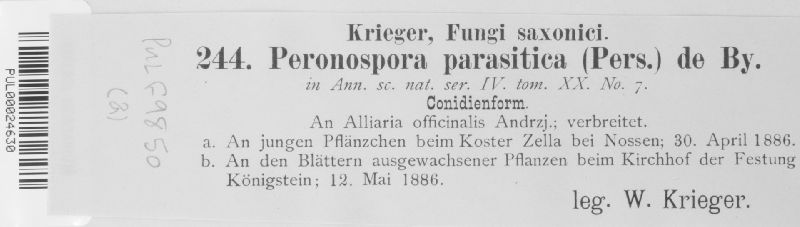 Krieger, Fungi saxonici.
244. Peronospora parasitica (Pers.) de By.
in Ann. sc. nat. ser. IV. tom. XX. No. 7.
Conidienform.
An Alliaria officinalis Andrzj.; verbreitet.
a. An jungen Pflänzchen beim Koster Zella bei Nossen; 30. April 1886.
b. An den Blättern ausgewachsener Pflanzen beim Kirchhof der Festung
Königstein; 12. Mai 1886.
leg. W. Krieger.
PUL00024630
PUL F9850
(a)